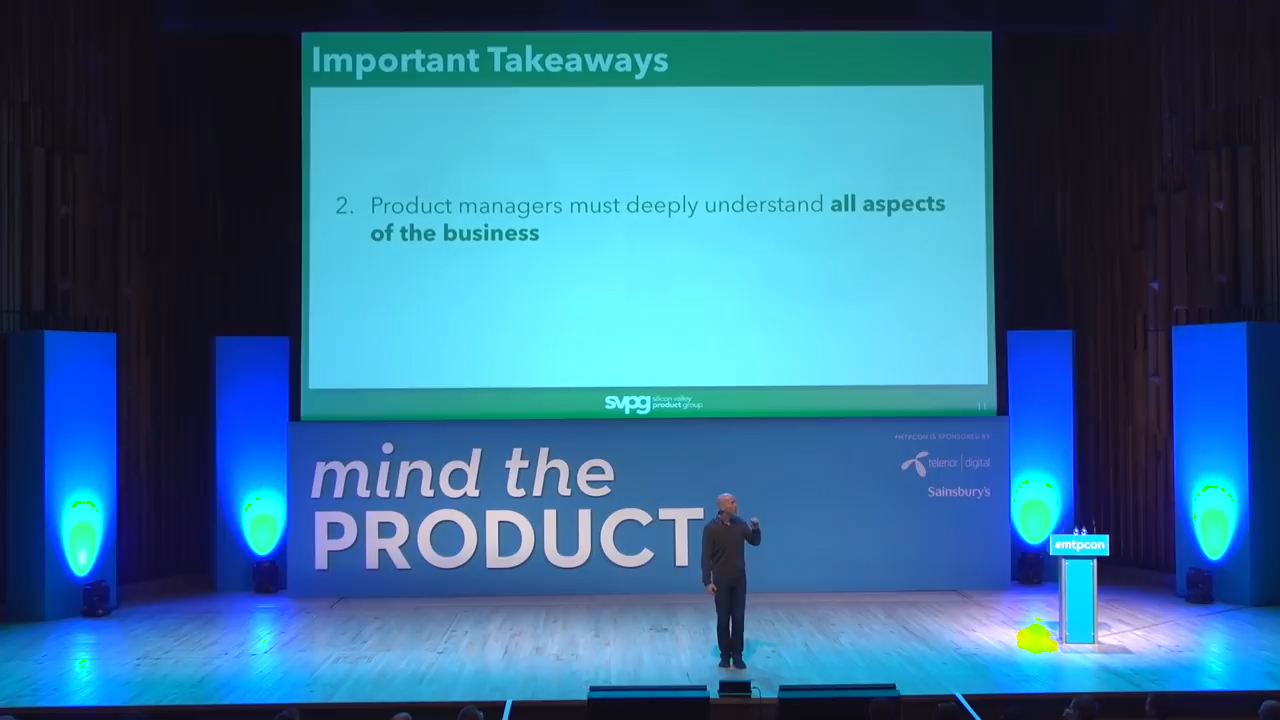 Important Takeaways
2. Product managers must deeply understand all aspects
of the business
svpg silicon valley
product group
11
mind the
PRODUCT
#MTPCON IS SPONSORED BY
telenor | digital
Sainsbury's
#mtpcon